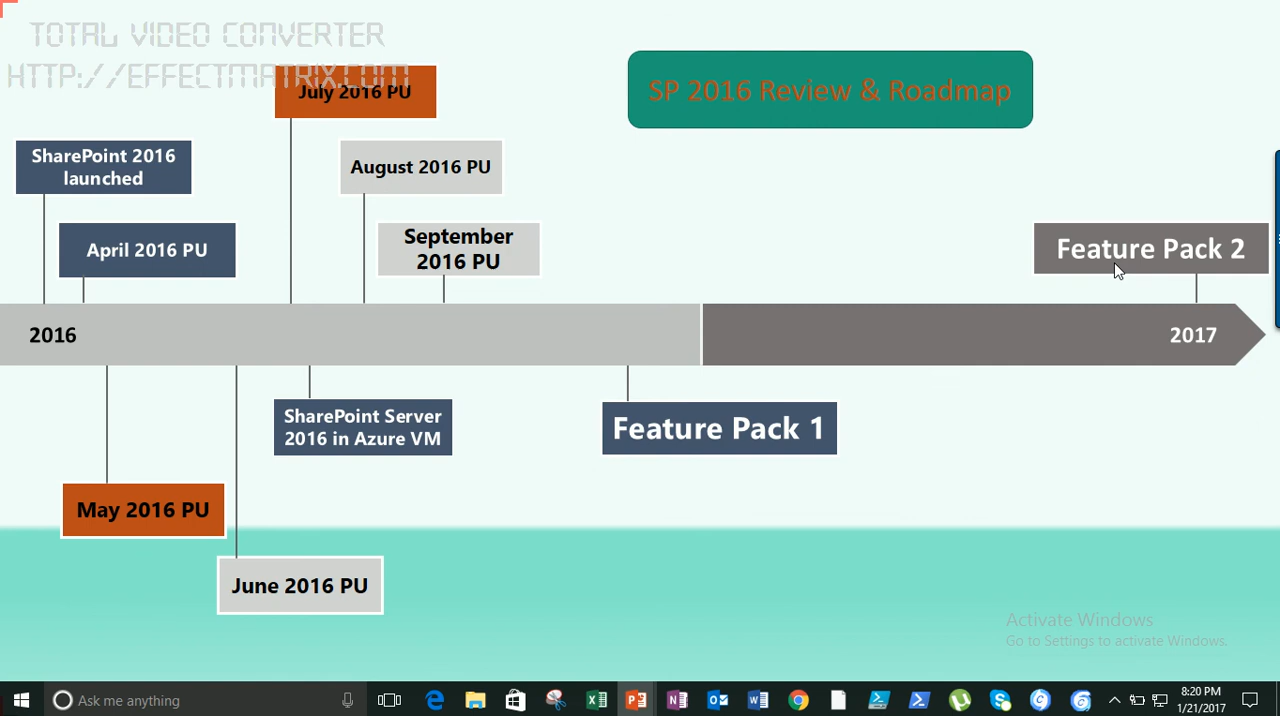 TOTAL VIDEO CONVERTER
HTTP://EFFECTMATRIX.COM
SP 2016 Review & Roadmap
July 2016 PU
SharePoint 2016
launched
August 2016 PU
April 2016 PU
September
2016 PU
Feature Pack 2
2016
2017
SharePoint Server
2016 in Azure VM
Feature Pack 1
May 2016 PU
June 2016 PU
Activate Windows
Go to Settings to activate Windows.
Ask me anything
8:20 PM
1/21/2017